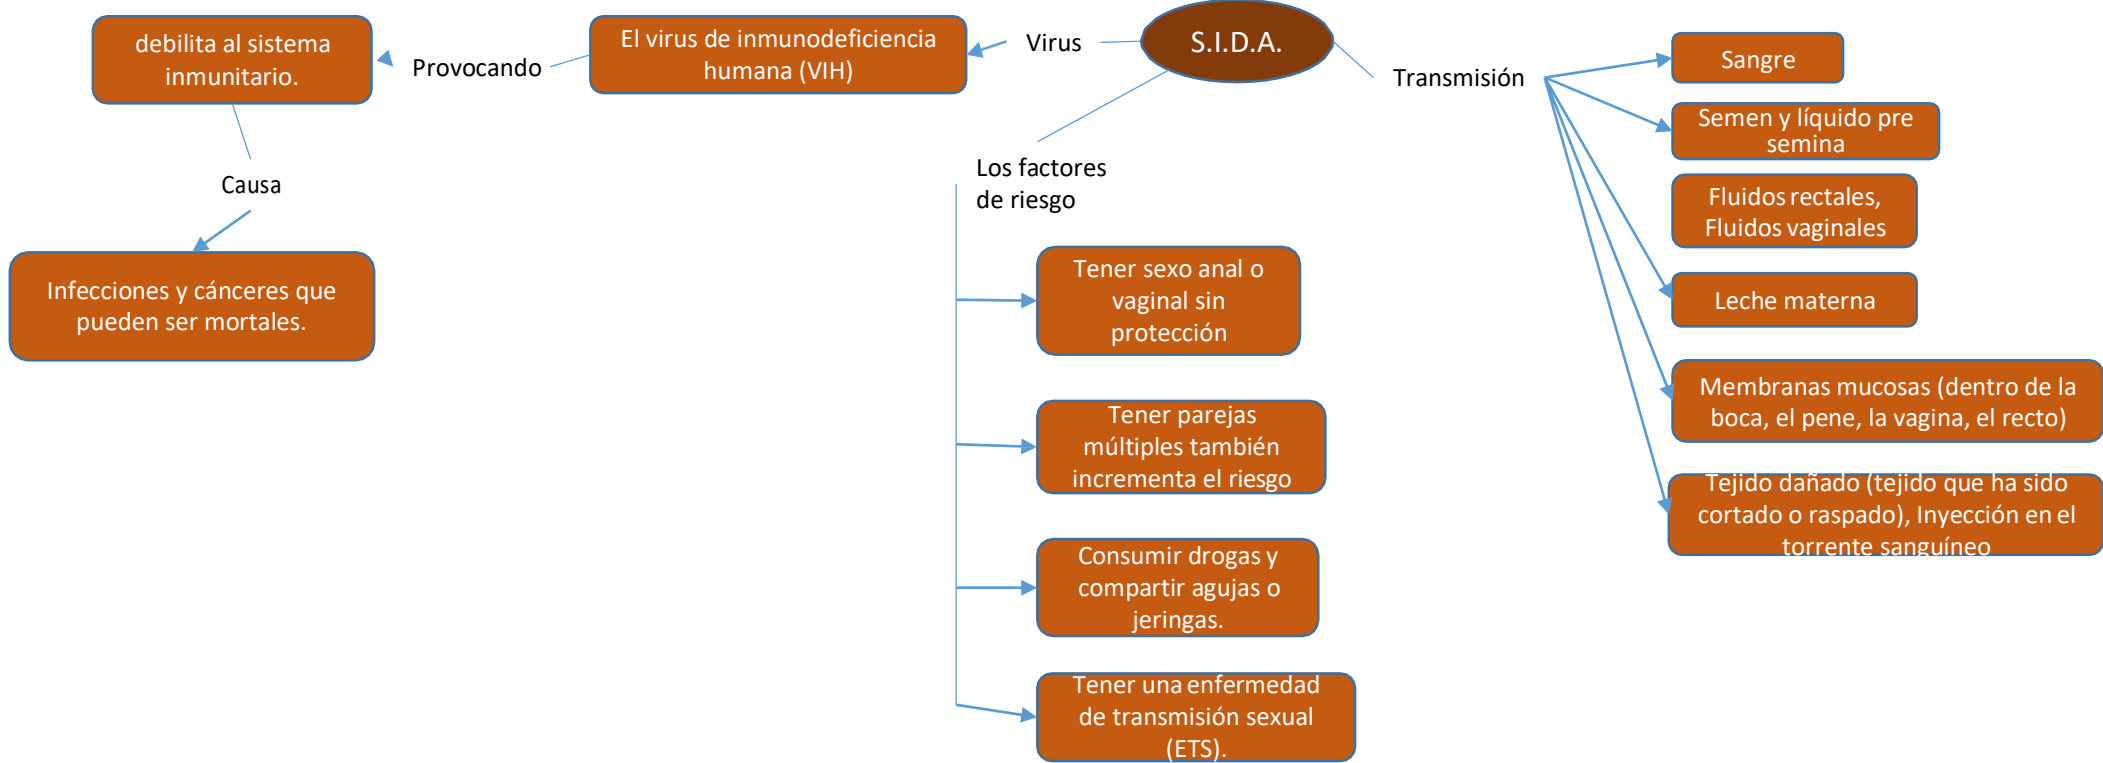 S.I.D.A.
Virus
El virus de inmunodeficiencia
humana (VIH)
Provocando
debilita al sistema
inmunitario.
Causa
Infecciones y cánceres que
pueden ser mortales.
Los factores
de riesgo
Tener sexo anal o
vaginal sin
protección
Tener parejas
múltiples también
incrementa el riesgo
Consumir drogas y
compartir agujas o
jeringas.
Tener una enfermedad
de transmisión sexual
(ETS).
Transmisión
Sangre
Semen y líquido pre
semina
Fluidos rectales,
Fluidos vaginales
Leche materna
Membranas mucosas (dentro de la
boca, el pene, la vagina, el recto)
Tejido dañado (tejido que ha sido
cortado o raspado), Inyección en el
torrente sanguíneo